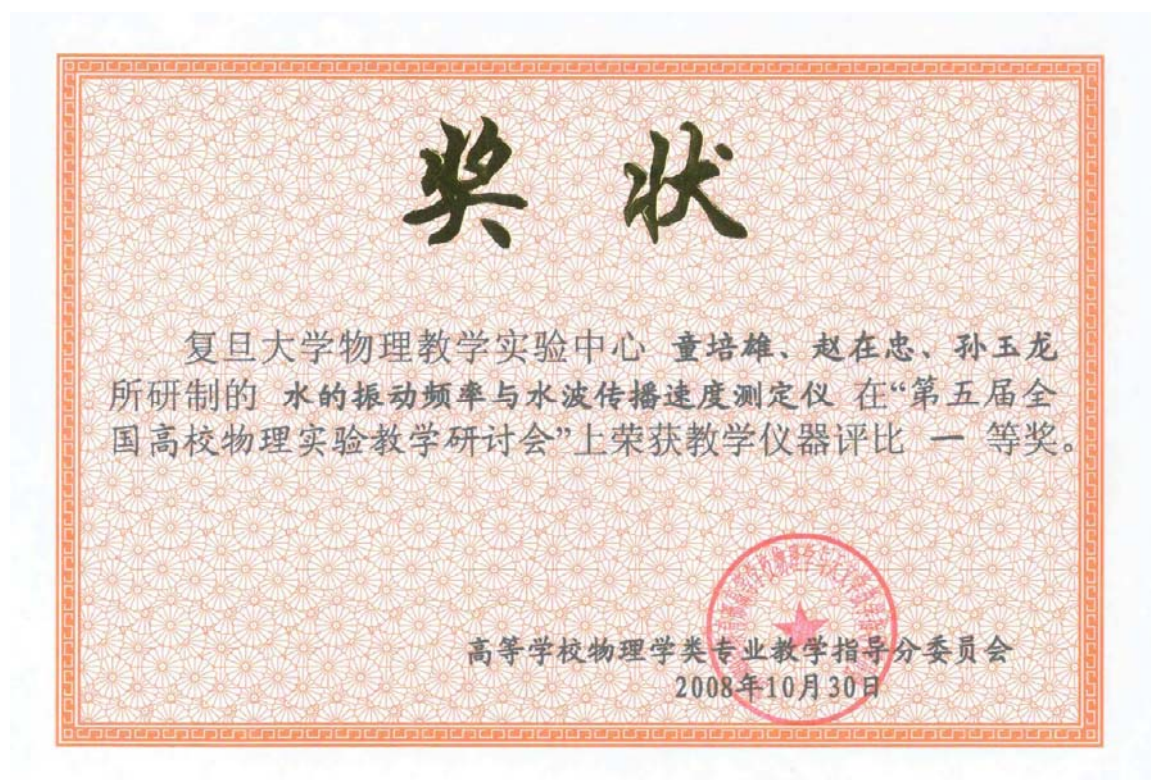 奖 状
复旦大学物理教学实验中心 童培雄、赵在忠、孙玉龙
所研制的 水的振动频率与水波传播速度测定仪 在“第五届全
国高校物理实验教学研讨会”上荣获教学仪器评比 一 等奖。
高等学校物理学类专业教学指导分委员会
2008年10月30日